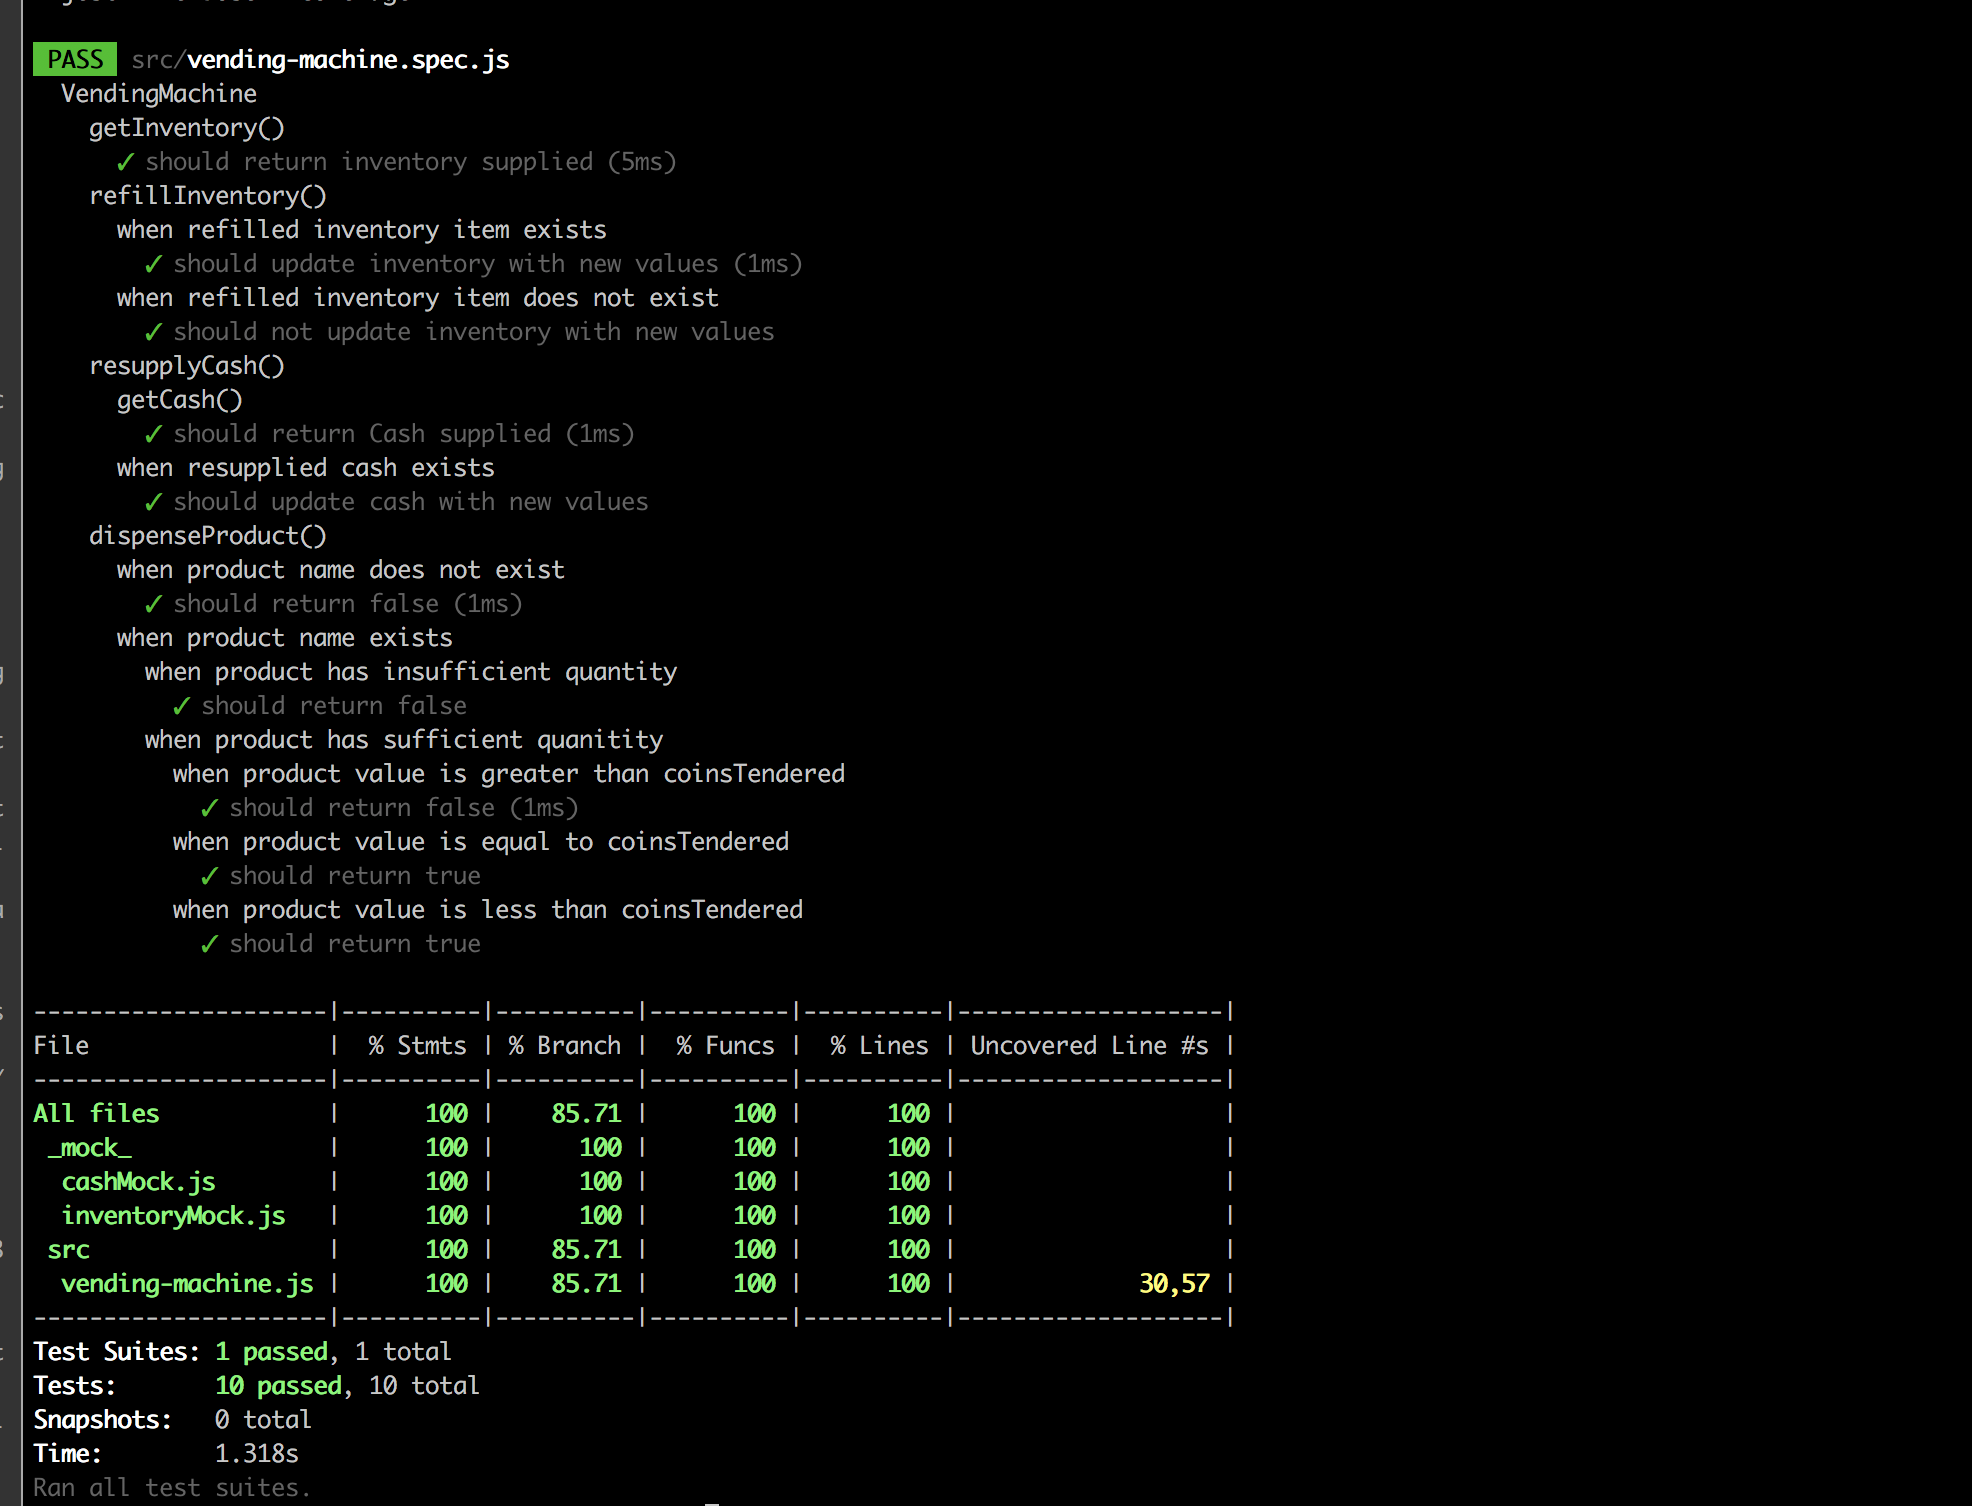 PASS src/vending-machine.spec.js
VendingMachine
getInventory()
✓ should return inventory supplied (5ms)
refillInventory()
when refilled inventory item exists
✓ should update inventory with new values (1ms)
when refilled inventory item does not exist
✓ should not update inventory with new values
resupplyCash()
getCash()
✓ should return Cash supplied (1ms)
when resupplied cash exists
✓ should update cash with new values
dispenseProduct()
when product name does not exist
✓ should return false (1ms)
when product name exists
when product has insufficient quantity
✓ should return false
when product has sufficient quanitity
when product value is greater than coinsTendered
✓ should return false (1ms)
when product value is equal to coinsTendered
✓ should return true
when product value is less than coinsTendered
✓ should return true
---------------------|----------|----------|----------|----------|-------------------|
File                 |  % Stmts | % Branch |  % Funcs |  % Lines | Uncovered Line #s |
---------------------|----------|----------|----------|----------|-------------------|
All files            |      100 |    85.71 |      100 |      100 |                   |
_mock_              |      100 |      100 |      100 |      100 |                   |
cashMock.js        |      100 |      100 |      100 |      100 |                   |
inventoryMock.js   |      100 |      100 |      100 |      100 |                   |
src                 |      100 |    85.71 |      100 |      100 |                   |
vending-machine.js |      100 |    85.71 |      100 |      100 |             30,57 |
---------------------|----------|----------|----------|----------|-------------------|
Test Suites: 1 passed, 1 total
Tests:       10 passed, 10 total
Snapshots:   0 total
Time:        1.318s
Ran all test suites.